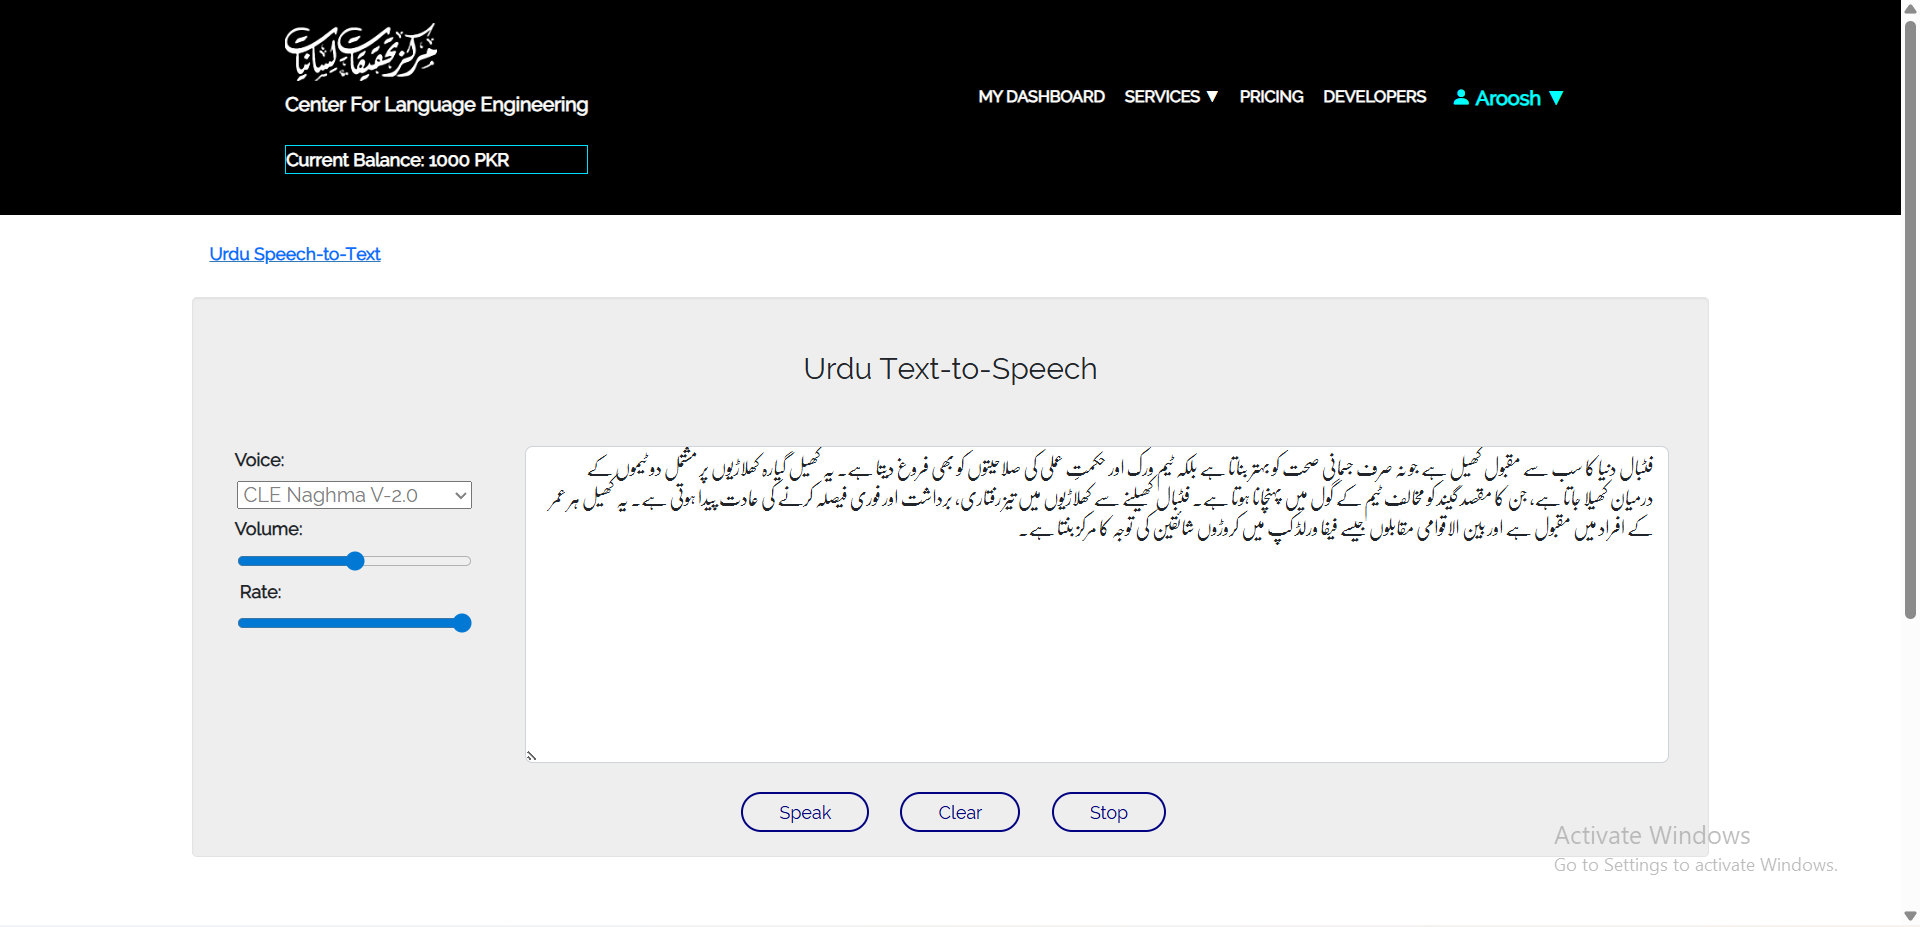 مرکز تحقیقات لسانیات
Center For Language Engineering
Current Balance: 1000 PKR
MY DASHBOARD SERVICES ▼ PRICING DEVELOPERS Aroosh ▼
Urdu Speech-to-Text
Urdu Text-to-Speech
Voice:
CLE Naghma V-2.0
Volume:
Rate:
فٹبال دنیا کا سب سے مقبول کھیل ہے جو نہ صرف جسمانی صحت کو بہتر بناتا ہے بلکہ ٹیم ورک اور حکمتِ عملی کی صلاحیتوں کو بھی فروغ دیتا ہے۔ یہ کھیل گیارہ کھلاڑیوں پر مشتمل دو ٹیموں کے
درمیان کھیلا جاتا ہے، جن کا مقصد گیند کو مخالف ٹیم کے گول میں پہنچانا ہوتا ہے۔ فٹبال کھیلنے سے کھلاڑیوں میں تیز رفتاری، برداشت اور فوری فیصلہ کرنے کی عادت پیدا ہوتی ہے۔ یہ کھیل ہر عمر
کے افراد میں مقبول ہے اور بین الاقوامی مقابلوں جیسے فیفا ورلڈ کپ میں کروڑوں شائقین کی توجہ کا مرکز بنتا ہے۔
Speak Clear Stop
Activate Windows
Go to Settings to activate Windows.